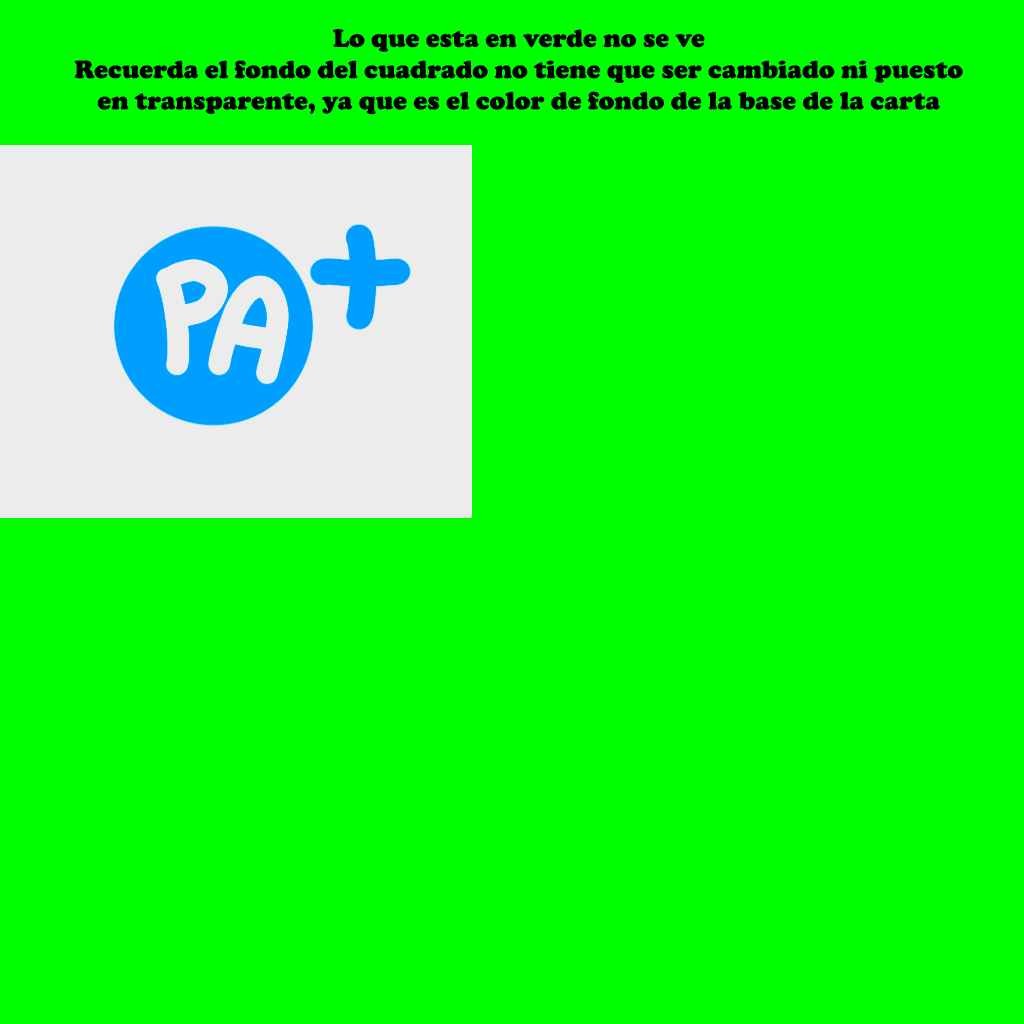 Lo que esta en verde no se ve
Recuerda el fondo del cuadrado no tiene que ser cambiado ni puesto
en transparente, ya que es el color de fondo de la base de la carta
PA+